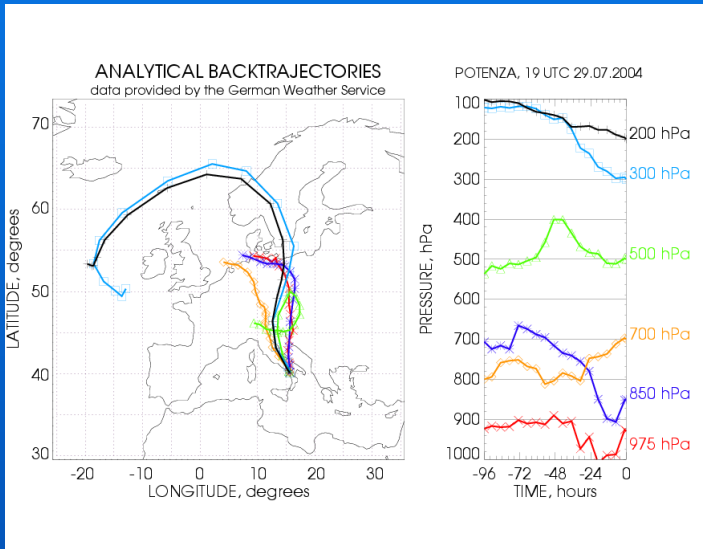 ANALYTICAL BACKTRAJECTORIES
data provided by the German Weather Service
70
60
50
40
30
LATITUDE, degrees
-20 -10 0 10 20 30
LONGITUDE, degrees
POTENZA, 19 UTC 29.07.2004
100
200
300
400
500
600
700
800
900
1000
PRESSURE, hPa
200 hPa
300 hPa
500 hPa
700 hPa
850 hPa
975 hPa
-96 -72 -48 -24 0
TIME, hours